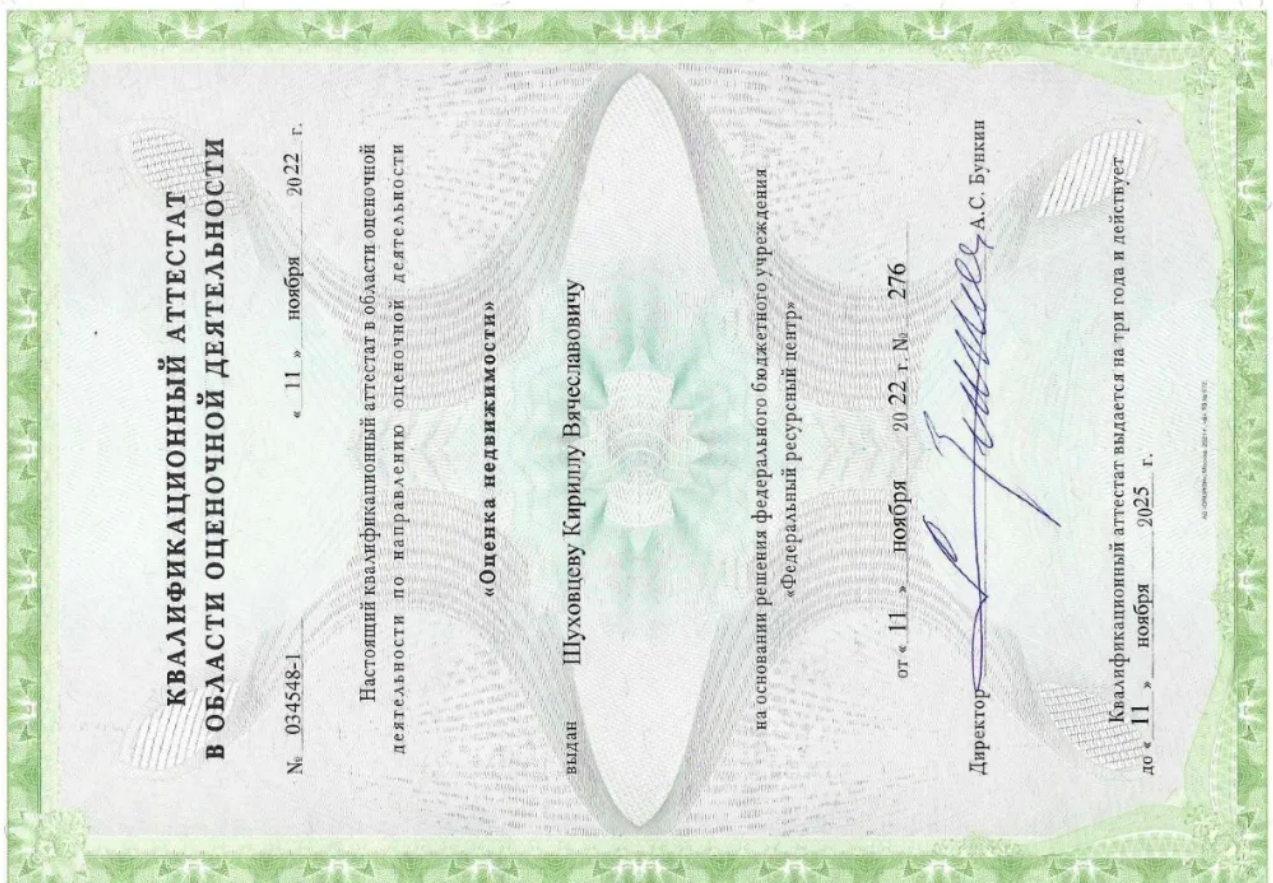 КВАЛИФИКАЦИОННЫЙ АТТЕСТАТ
В ОБЛАСТИ ОЦЕНОЧНОЙ ДЕЯТЕЛЬНОСТИ
№ 034548-1 « 11 » ноября 2022 г.
Настоящий квалификационный аттестат в области оценочной
деятельности по направлению оценочной деятельности
«Оценка недвижимости»
выдан Шуховцеву Кириллу Вячеславовичу
на основании решения федерального бюджетного учреждения
«Федеральный ресурсный центр»
от « 11 » ноября 20 22 г. № 276
Директор А.С. Бункин
Квалификационный аттестат выдается на три года и действует
до « 11 » ноября 2025 г.